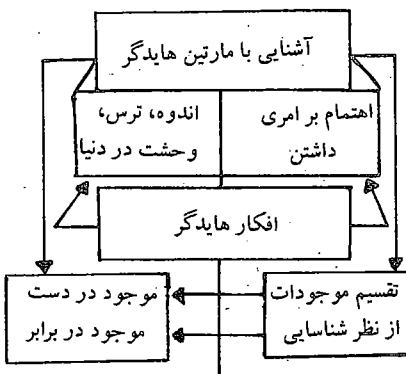 آشنایی با مارتین هایدگر
اهتمام بر امری
داشتن
اندوه، ترس،
وحشت در دنیا
افکار هایدگر
تقسیم موجودات
از نظر شناسایی
موجود در دست
موجود در برابر